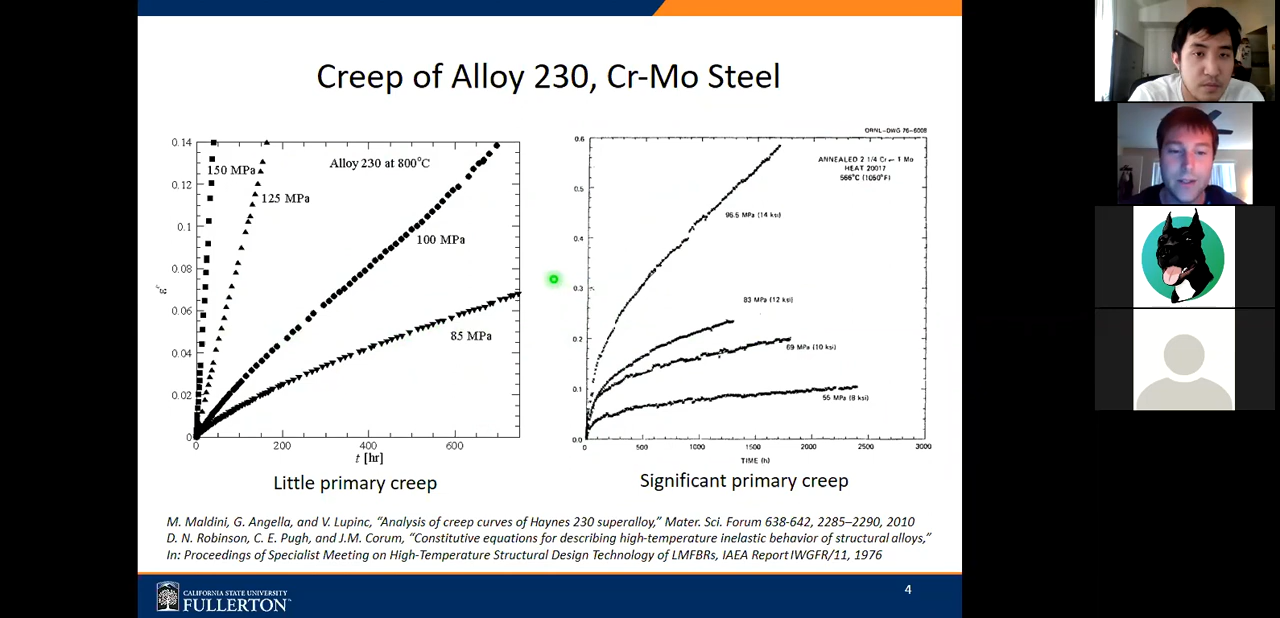 Creep of Alloy 230, Cr-Mo Steel
0.14
0.12
0.1
0.08
0.06
0.04
0.02
0
εᶜ
150 MPa
Alloy 230 at 800°C
125 MPa
100 MPa
85 MPa
0
200
400
600
t [hr]
Little primary creep
ORNL-DWG 76-6008
0.6
0.5
0.4
0.3
0.2
0.1
0.0
ANNEALED 2 1/4 Cr – 1 Mo
HEAT 20017
566°C (1050°F)
96.5 MPa (14 ksi)
83 MPa (12 ksi)
69 MPa (10 ksi)
55 MPa (8 ksi)
0
500
1000
1500
2000
2500
3000
TIME (h)
Significant primary creep
M. Maldini, G. Angella, and V. Lupinc, “Analysis of creep curves of Haynes 230 superalloy,” Mater. Sci. Forum 638-642, 2285–2290, 2010
D. N. Robinson, C. E. Pugh, and J.M. Corum, “Constitutive equations for describing high-temperature inelastic behavior of structural alloys,”
In: Proceedings of Specialist Meeting on High-Temperature Structural Design Technology of LMFBRs, IAEA Report IWGFR/11, 1976
CALIFORNIA STATE UNIVERSITY
FULLERTON™
4